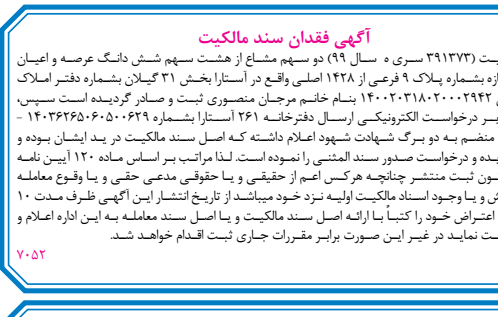 آگهی فقدان سند مالکیت
یت (۳۹۱۳۷۳ سری ه سال ۹۹) دو سهم مشاع از هشت سهم شش دانگ عرصه و اعیان
ازه بشماره پلاک ۹ فرعی از ۱۴۲۸ اصلی واقع در آستارا بخش ۳۱ گیلان بشماره دفتر املاک
۱۴۰۰۲۰۳۱۸۰۲۰۰۰۲۹۴۲ بنام خانم مرجان منصوری ثبت و صادر گردیده است سپس،
بر درخواست الکترونیکی ارسال دفترخانه ۲۶۱ آستارا بشماره ۱۴۰۳۶۲۶۵۰۶۰۵۰۰۶۲۹ –
منضم به دو برگ شهادت شهود اعلام داشته که اصل سند مالکیت در ید ایشان بوده و
یده و درخواست صدور سند المثنی را نموده است. لذا مراتب بر اساس ماده ۱۲۰ آیین نامه
ون ثبت منتشر چنانچه هرکس اعم از حقیقی و یا حقوقی مدعی حقی و یا وقوع معامله
ش و یا وجود اسناد مالکیت اولیه نزد خود میباشد از تاریخ انتشار این آگهی ظرف مدت ۱۰
اعتراض خود را کتباً با ارائه اصل سند مالکیت و یا اصل سند معامله به این اداره اعلام و
ت نماید در غیر این صورت برابر مقررات جاری ثبت اقدام خواهد شد.
۷۰۵۲